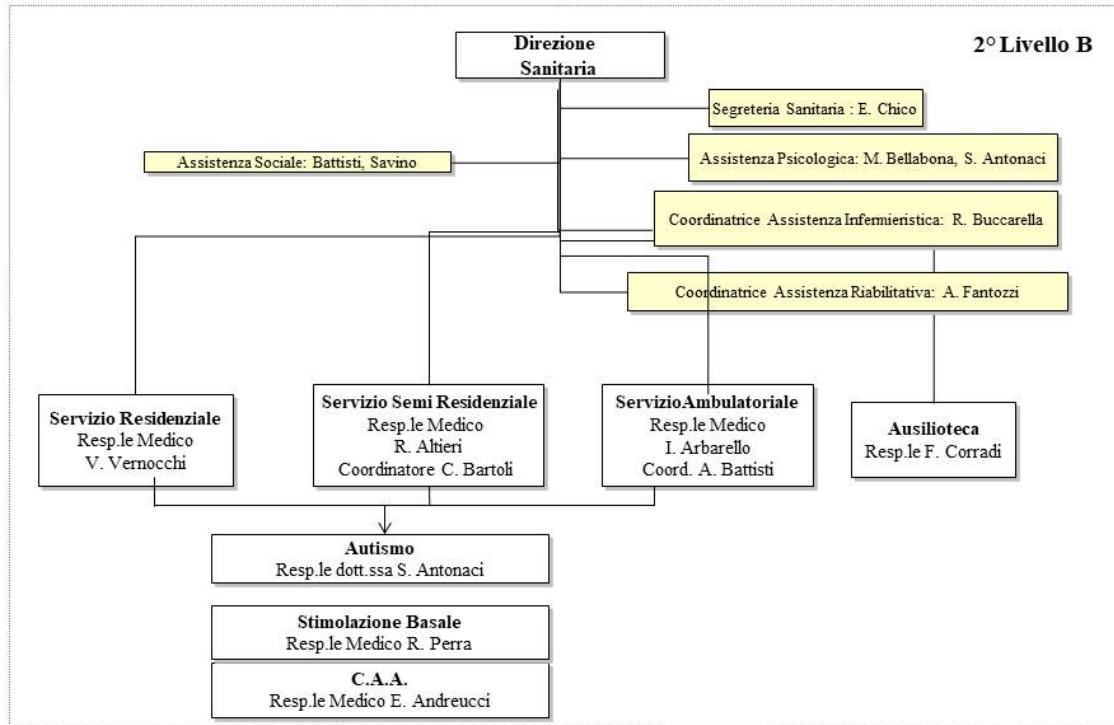 Direzione
Sanitaria
2° Livello B
Segreteria Sanitaria : E. Chico
Assistenza Sociale: Battisti, Savino
Assistenza Psicologica: M. Bellabona, S. Antonaci
Coordinatrice Assistenza Infermieristica: R. Buccarella
Coordinatrice Assistenza Riabilitativa: A. Fantozzi
Servizio Residenziale
Resp.le Medico
V. Vernocchi
Servizio Semi Residenziale
Resp.le Medico
R. Altieri
Coordinatore C. Bartoli
ServizioAmbulatoriale
Resp.le Medico
I. Arbarello
Coord. A. Battisti
Ausilioteca
Resp.le F. Corradi
Autismo
Resp.le dott.ssa S. Antonaci
Stimolazione Basale
Resp.le Medico R. Perra
C.A.A.
Resp.le Medico E. Andreucci